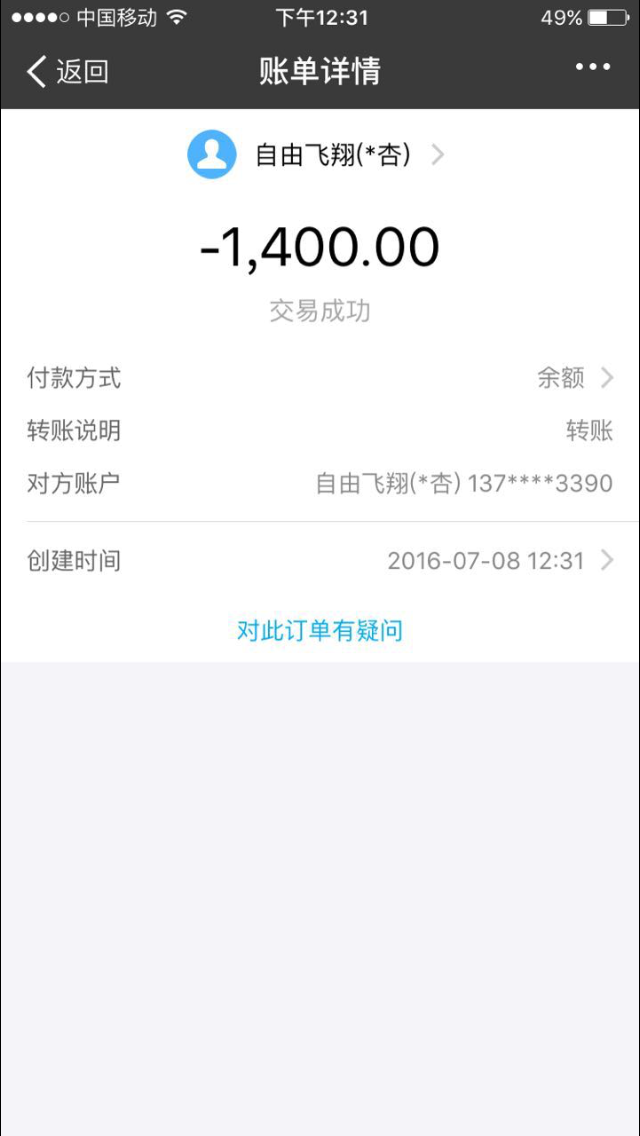 中国移动 下午12:31 49%
返回 账单详情
自由飞翔(*杏)
-1,400.00
交易成功
付款方式 余额
转账说明 转账
对方账户 自由飞翔(*杏) 137****3390
创建时间 2016-07-08 12:31
对此订单有疑问